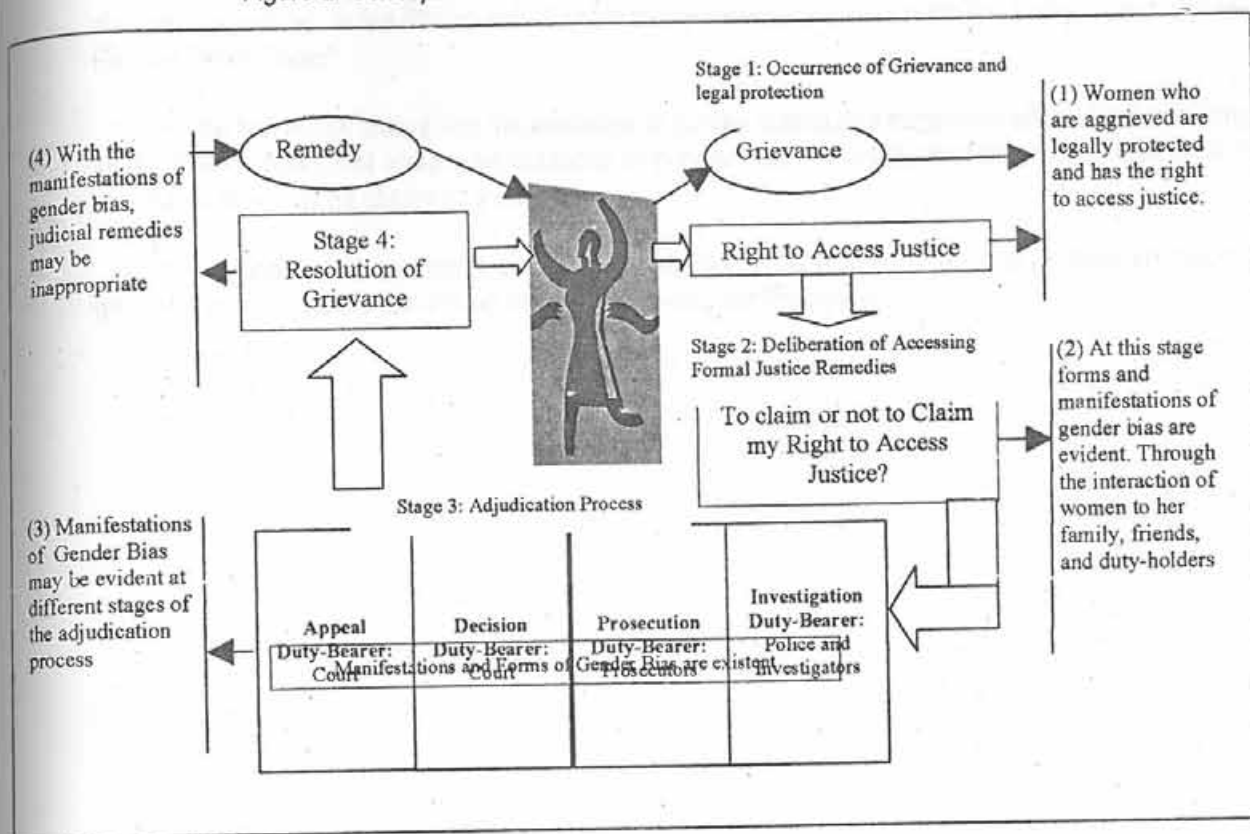 Stage 1: Occurrence of Grievance and
legal protection
Remedy
Grievance
(1) Women who
are aggrieved are
legally protected
and has the right
to access justice.
(4) With the
manifestations of
gender bias,
judicial remedies
may be
inappropriate
Stage 4:
Resolution of
Grievance
Right to Access Justice
Stage 2: Deliberation of Accessing
Formal Justice Remedies
To claim or not to Claim
my Right to Access
Justice?
(2) At this stage
forms and
manifestations of
gender bias are
evident. Through
the interaction of
women to her
family, friends,
and duty-holders
Stage 3: Adjudication Process
(3) Manifestations
of Gender Bias
may be evident at
different stages of
the adjudication
process
Appeal
Duty-Bearer:
Court
Decision
Duty-Bearer:
Court
Prosecution
Duty-Bearer:
Prosecutors
Investigation
Duty-Bearer:
Police and
Investigators
Manifestations and Forms of Gender Bias are existent